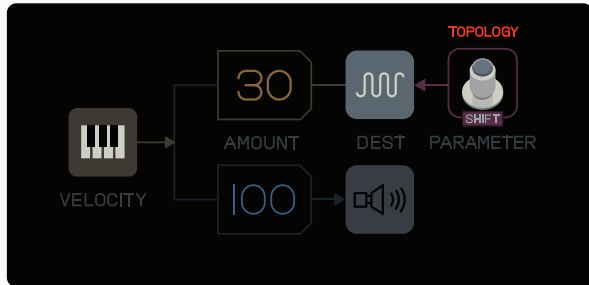 TOPOLOGY
30
SHIFT
AMOUNT
DEST
PARAMETER
VELOCITY
100